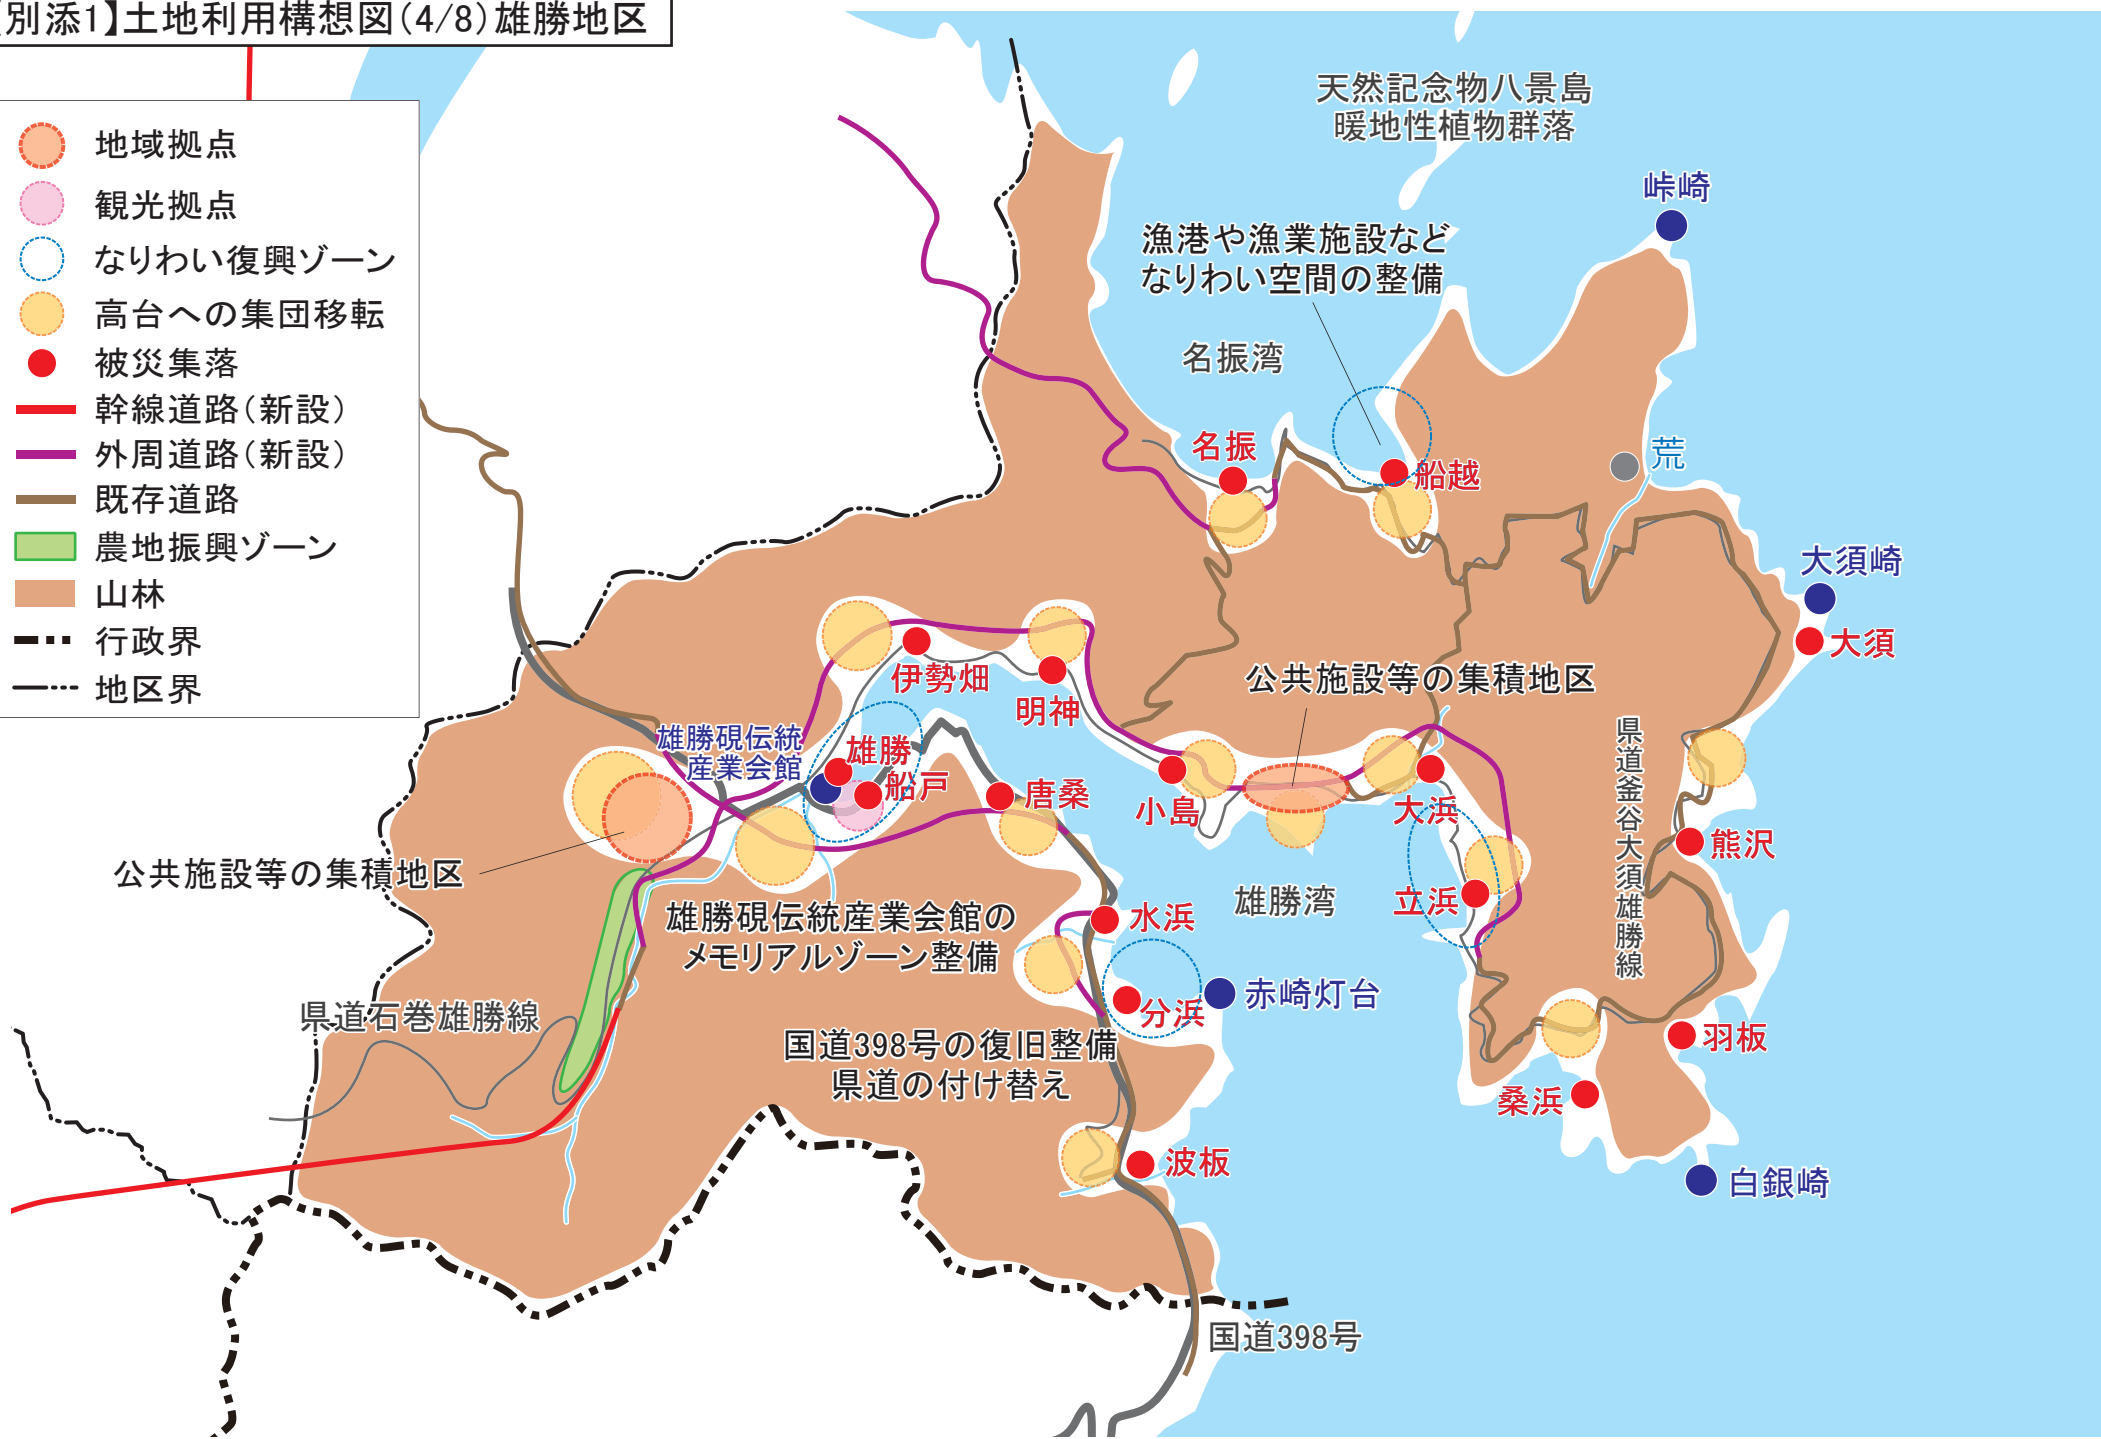 別添1】土地利用構想図(4/8)雄勝地区
地域拠点
観光拠点
なりわい復興ゾーン
高台への集団移転
被災集落
幹線道路(新設)
外周道路(新設)
既存道路
農地振興ゾーン
山林
行政界
地区界
天然記念物八景島
暖地性植物群落
峠崎
漁港や漁業施設など
なりわい空間の整備
名振湾
名振
船越
荒
大須崎
大須
伊勢畑
明神
公共施設等の集積地区
雄勝硯伝統
産業会館
雄勝
船戸
唐桑
小島
大浜
県道釜谷大須雄勝線
熊沢
公共施設等の集積地区
雄勝硯伝統産業会館の
メモリアルゾーン整備
水浜
雄勝湾
立浜
県道石巻雄勝線
分浜
赤崎灯台
国道398号の復旧整備
県道の付け替え
羽板
桑浜
波板
白銀崎
国道398号